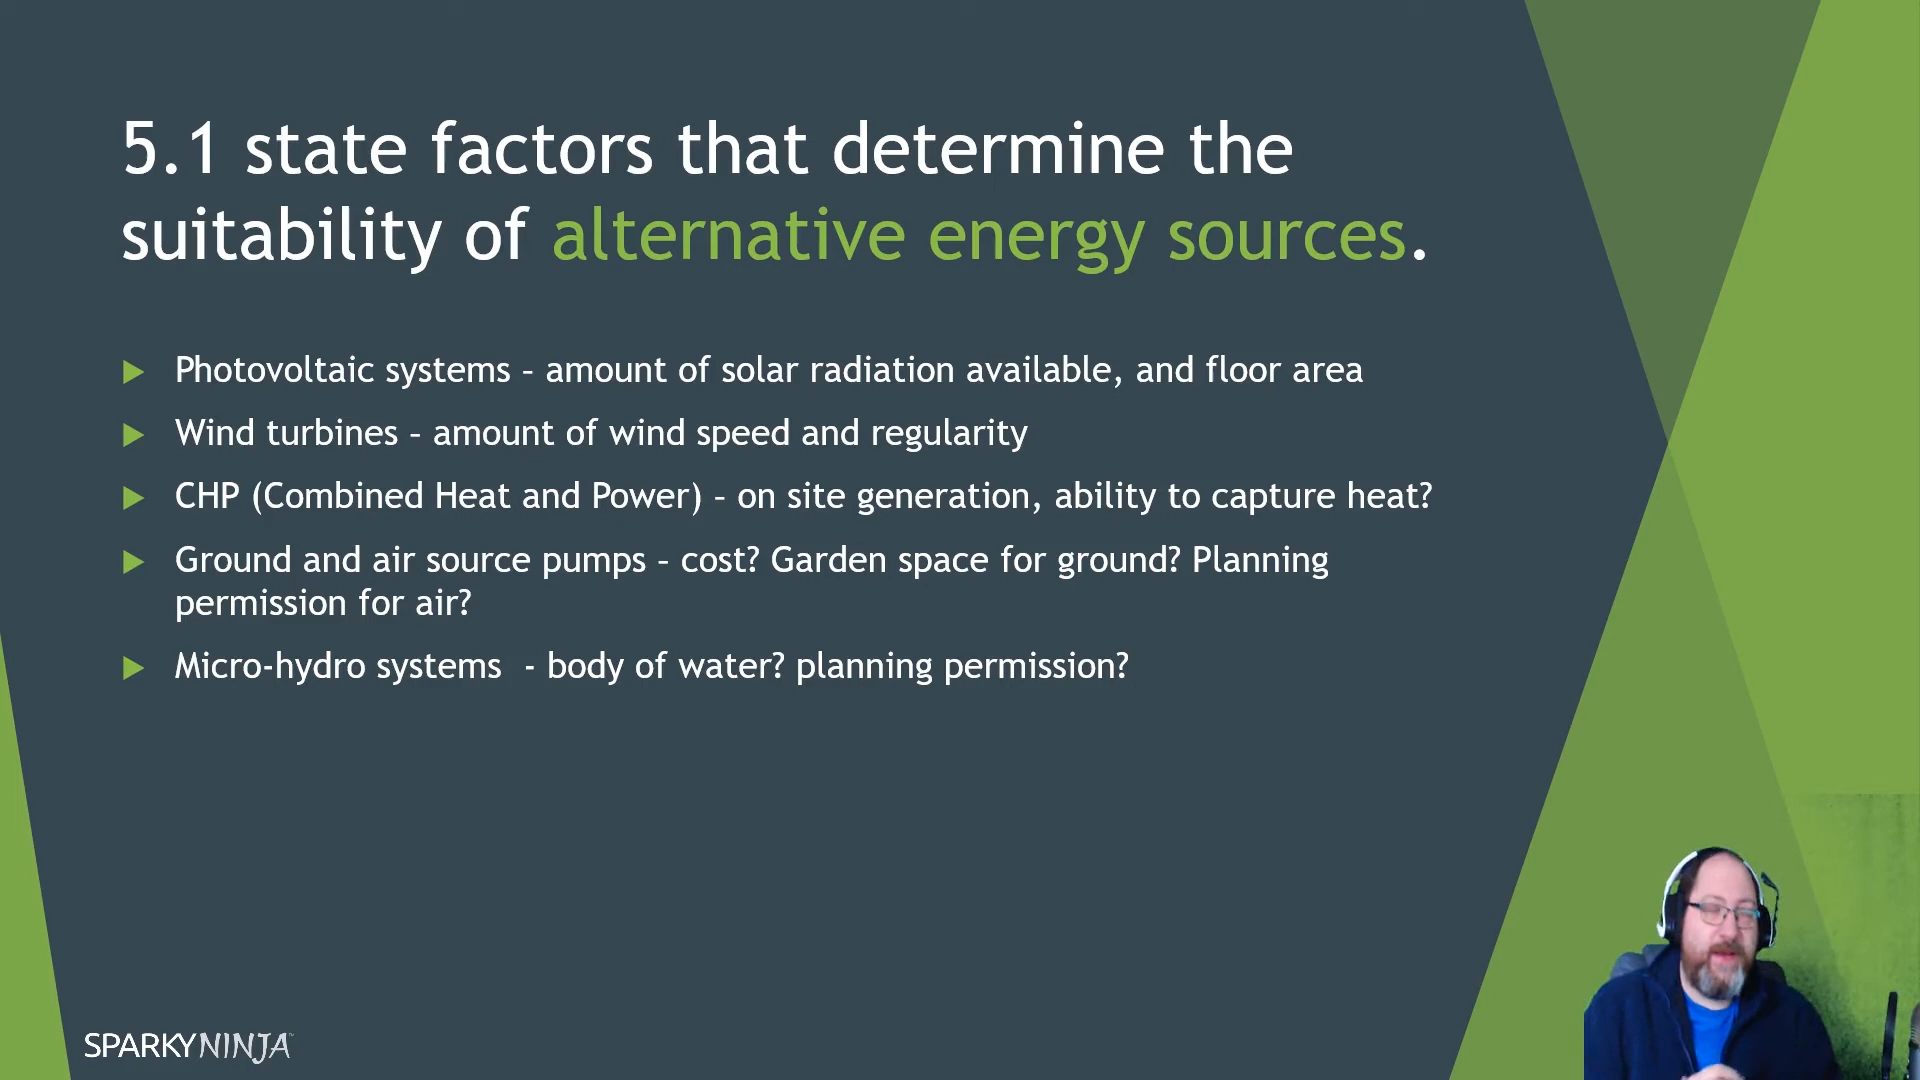 5.1 state factors that determine the
suitability of alternative energy sources.
Photovoltaic systems – amount of solar radiation available, and floor area
Wind turbines – amount of wind speed and regularity
CHP (Combined Heat and Power) – on site generation, ability to capture heat?
Ground and air source pumps – cost? Garden space for ground? Planning
permission for air?
Micro-hydro systems  - body of water? planning permission?
SPARKYNINJA™